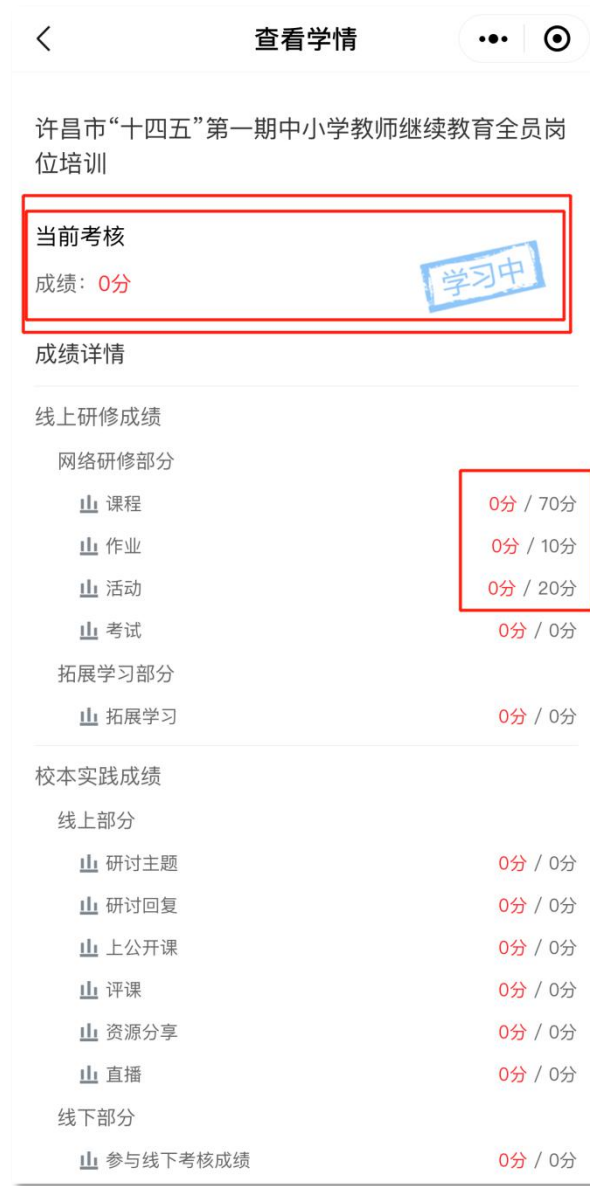 查看学情
许昌市“十四五”第一期中小学教师继续教育全员岗
位培训
当前考核
成绩：0分
学习中
成绩详情
线上研修成绩
网络研修部分
课程 0分 / 70分
作业 0分 / 10分
活动 0分 / 20分
考试 0分 / 0分
拓展学习部分
拓展学习 0分 / 0分
校本实践成绩
线上部分
研讨主题 0分 / 0分
研讨回复 0分 / 0分
上公开课 0分 / 0分
评课 0分 / 0分
资源分享 0分 / 0分
直播 0分 / 0分
线下部分
参与线下考核成绩 0分 / 0分